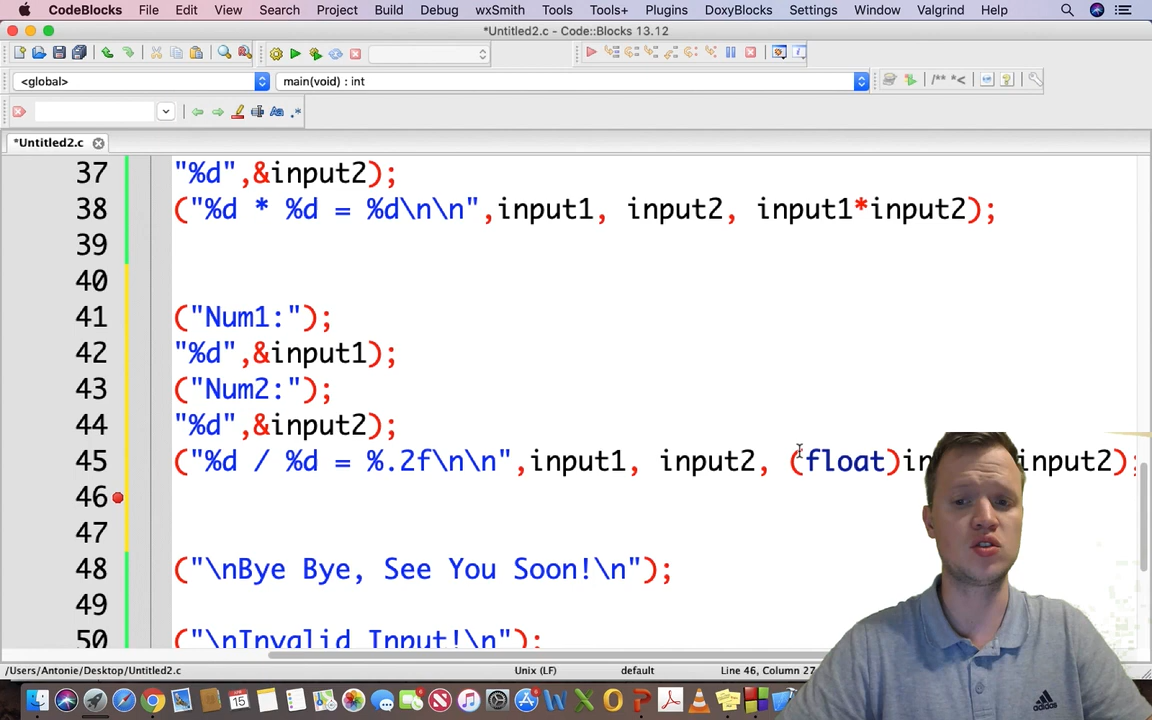 CodeBlocks File Edit View Search Project Build Debug wxSmith Tools Tools+ Plugins DoxyBlocks Settings Window Valgrind Help
*Untitled2.c - Code::Blocks 13.12
<global> main(void) : int /** *<
*Untitled2.c
37 "%d",&input2);
38 ("%d * %d = %d\n\n",input1, input2, input1*input2);
39
40
41 ("Num1:");
42 "%d",&input1);
43 ("Num2:");
44 "%d",&input2);
45 ("%d / %d = %.2f\n\n",input1, input2, (float)in input2);
46
47
48 ("\nBye Bye, See You Soon!\n");
49
50 ("\nInvalid Input!\n");
/Users/Antonie/Desktop/Untitled2.c Unix (LF) default Line 46, Column 27
15